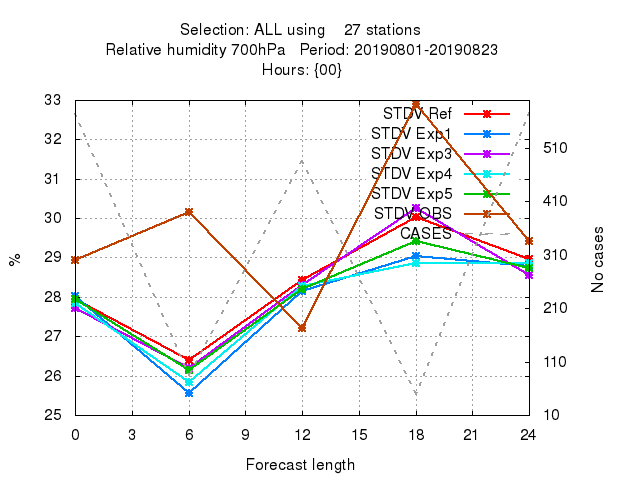 Selection: ALL using 27 stations
Relative humidity 700hPa Period: 20190801-20190823
Hours: {00}
33
32
31
30
29
28
27
26
25
%
STDV Ref
STDV Exp1
STDV Exp3
STDV Exp4
STDV Exp5
STDV OBS
CASES
510
410
310
210
110
10
No cases
0 3 6 9 12 15 18 21 24
Forecast length